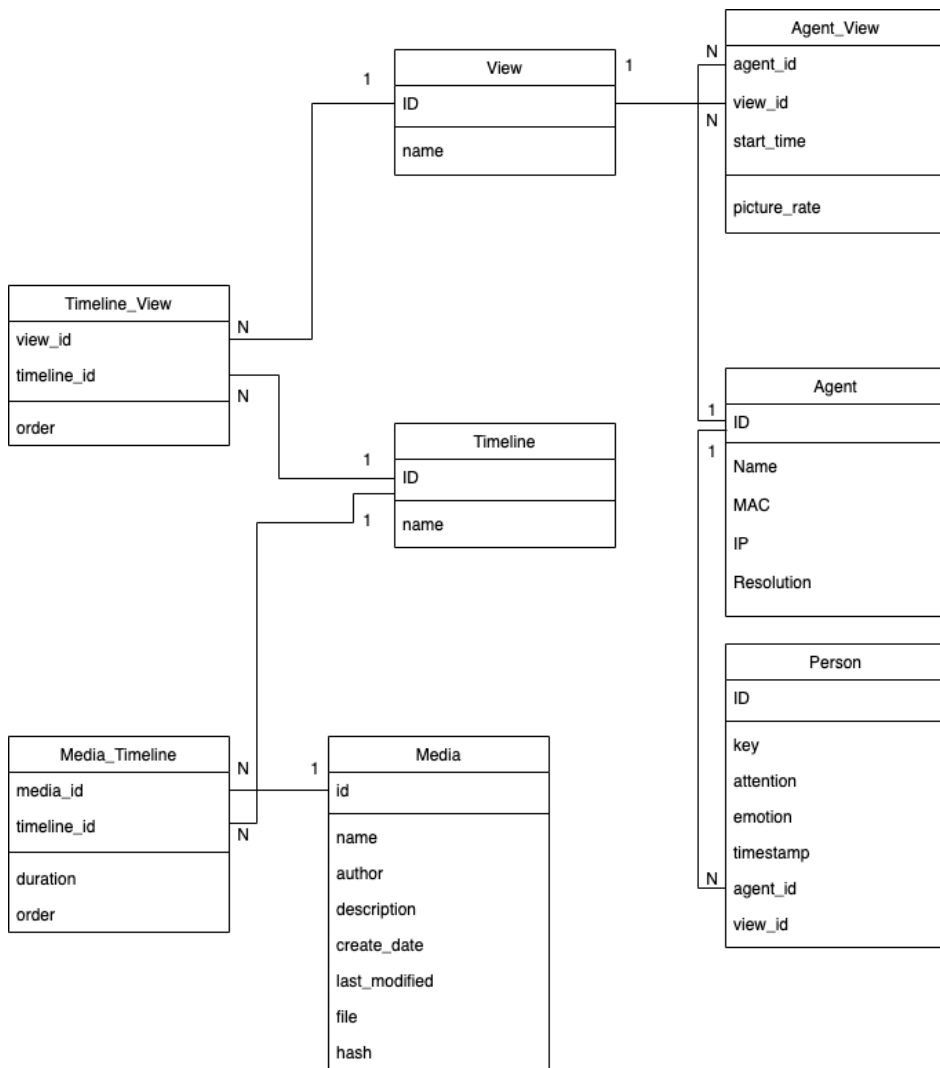 Agent_View
N
agent_id
view_id
N
start_time
picture_rate
1
View
1
ID
name
Timeline_View
N
view_id
timeline_id
N
order
Timeline
1
ID
1
name
Agent
1
ID
1
Name
MAC
IP
Resolution
Person
ID
key
attention
emotion
timestamp
N
agent_id
view_id
Media_Timeline
N
media_id
timeline_id
N
duration
order
Media
1
id
name
author
description
create_date
last_modified
file
hash